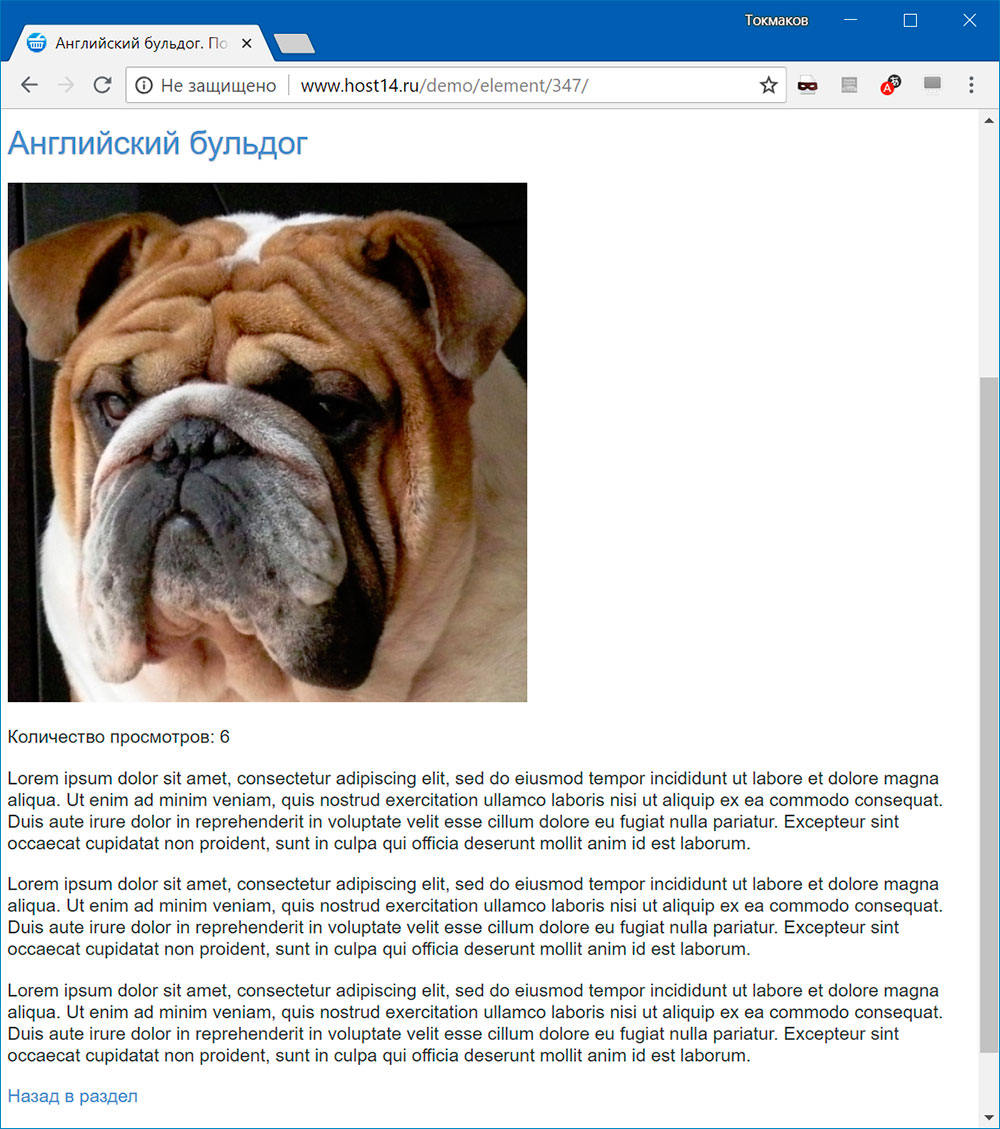 Токмаков
Английский бульдог. По
Не защищено www.host14.ru/demo/element/347/
Английский бульдог
Количество просмотров: 6
Lorem ipsum dolor sit amet, consectetur adipiscing elit, sed do eiusmod tempor incididunt ut labore et dolore magna
aliqua. Ut enim ad minim veniam, quis nostrud exercitation ullamco laboris nisi ut aliquip ex ea commodo consequat.
Duis aute irure dolor in reprehenderit in voluptate velit esse cillum dolore eu fugiat nulla pariatur. Excepteur sint
occaecat cupidatat non proident, sunt in culpa qui officia deserunt mollit anim id est laborum.
Lorem ipsum dolor sit amet, consectetur adipiscing elit, sed do eiusmod tempor incididunt ut labore et dolore magna
aliqua. Ut enim ad minim veniam, quis nostrud exercitation ullamco laboris nisi ut aliquip ex ea commodo consequat.
Duis aute irure dolor in reprehenderit in voluptate velit esse cillum dolore eu fugiat nulla pariatur. Excepteur sint
occaecat cupidatat non proident, sunt in culpa qui officia deserunt mollit anim id est laborum.
Lorem ipsum dolor sit amet, consectetur adipiscing elit, sed do eiusmod tempor incididunt ut labore et dolore magna
aliqua. Ut enim ad minim veniam, quis nostrud exercitation ullamco laboris nisi ut aliquip ex ea commodo consequat.
Duis aute irure dolor in reprehenderit in voluptate velit esse cillum dolore eu fugiat nulla pariatur. Excepteur sint
occaecat cupidatat non proident, sunt in culpa qui officia deserunt mollit anim id est laborum.
Назад в раздел